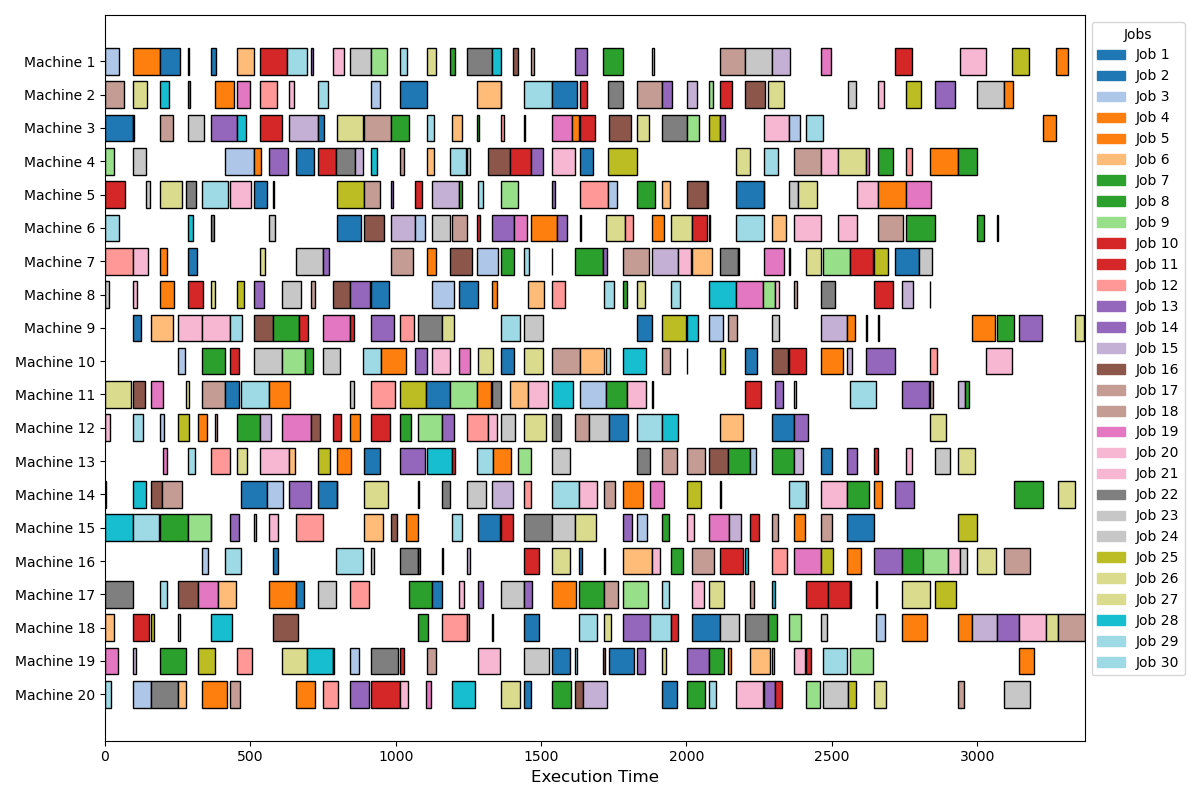 Machine 1
Machine 2
Machine 3
Machine 4
Machine 5
Machine 6
Machine 7
Machine 8
Machine 9
Machine 10
Machine 11
Machine 12
Machine 13
Machine 14
Machine 15
Machine 16
Machine 17
Machine 18
Machine 19
Machine 20
0 500 1000 1500 2000 2500 3000
Execution Time
Jobs
Job 1
Job 2
Job 3
Job 4
Job 5
Job 6
Job 7
Job 8
Job 9
Job 10
Job 11
Job 12
Job 13
Job 14
Job 15
Job 16
Job 17
Job 18
Job 19
Job 20
Job 21
Job 22
Job 23
Job 24
Job 25
Job 26
Job 27
Job 28
Job 29
Job 30